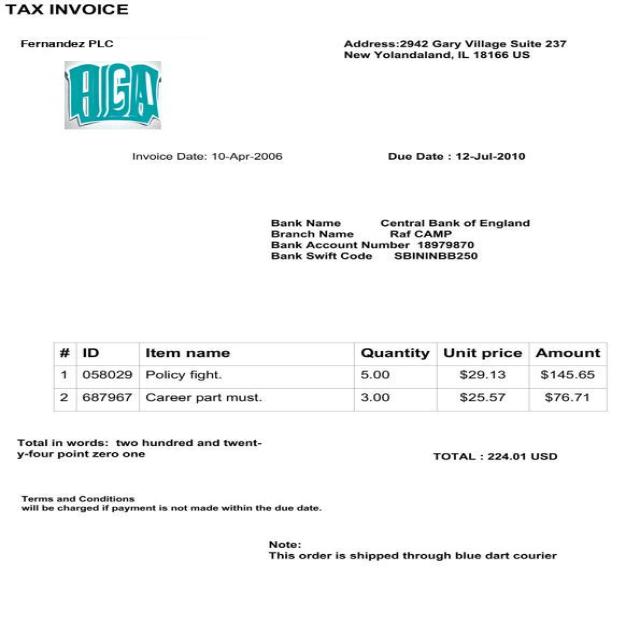 TAX INVOICE
Fernandez PLC
Address:2942 Gary Village Suite 237
New Yolandaland, IL 18166 US
AIGA
Invoice Date: 10-Apr-2006 Due Date : 12-Jul-2010
Bank Name Central Bank of England
Branch Name Raf CAMP
Bank Account Number 18979870
Bank Swift Code SBININBB250
# ID Item name Quantity Unit price Amount
1 058029 Policy fight. 5.00 $29.13 $145.65
2 687967 Career part must. 3.00 $25.57 $76.71
Total in words: two hundred and twent-
y-four point zero one
TOTAL : 224.01 USD
Terms and Conditions
will be charged if payment is not made within the due date.
Note:
This order is shipped through blue dart courier